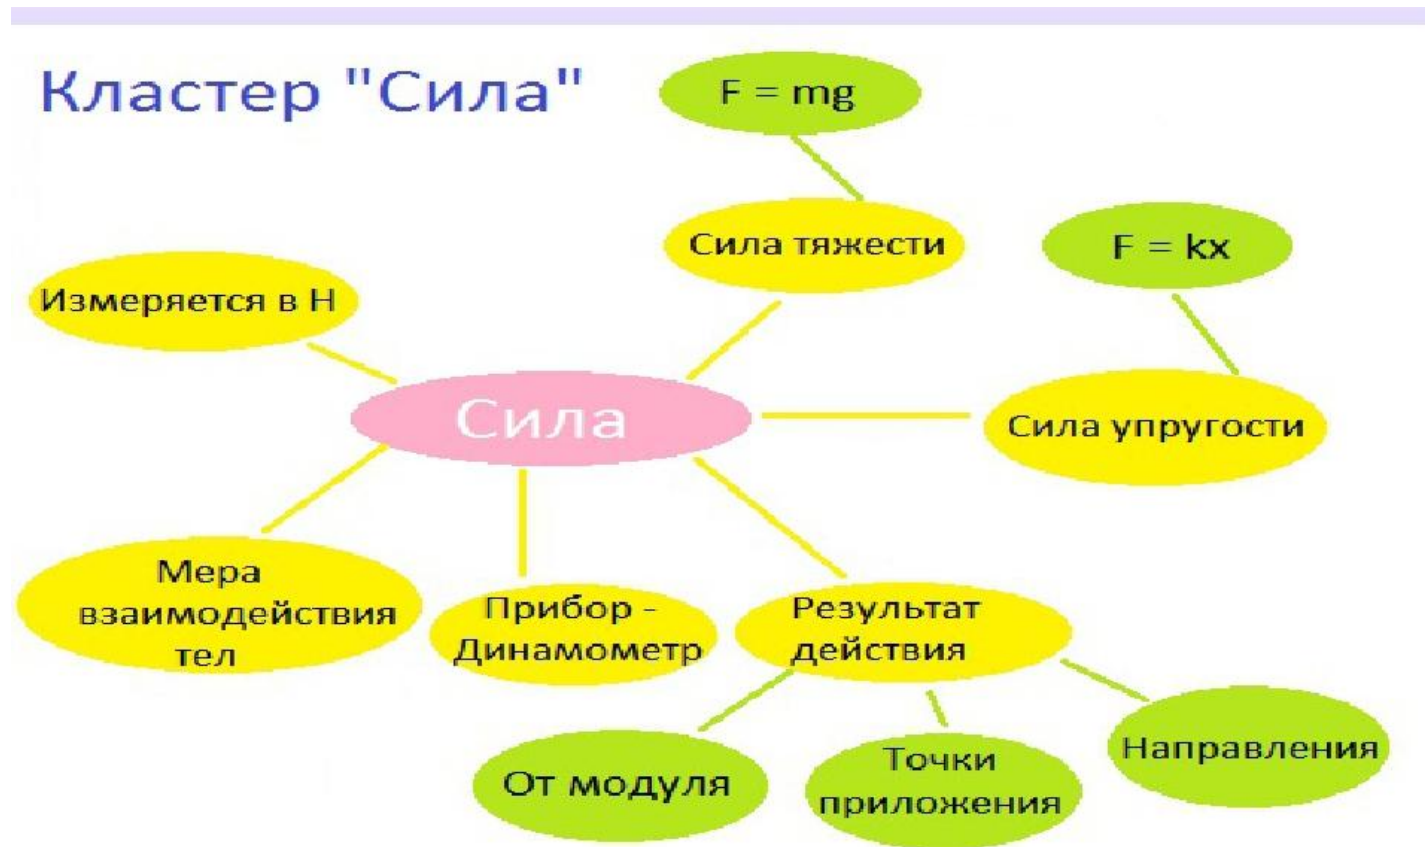 Кластер "Сила"
F = mg
Сила тяжести
F = kx
Измеряется в Н
Сила
Сила упругости
Мера
взаимодействия
тел
Прибор -
Динамометр
Результат
действия
От модуля
Точки
приложения
Направления